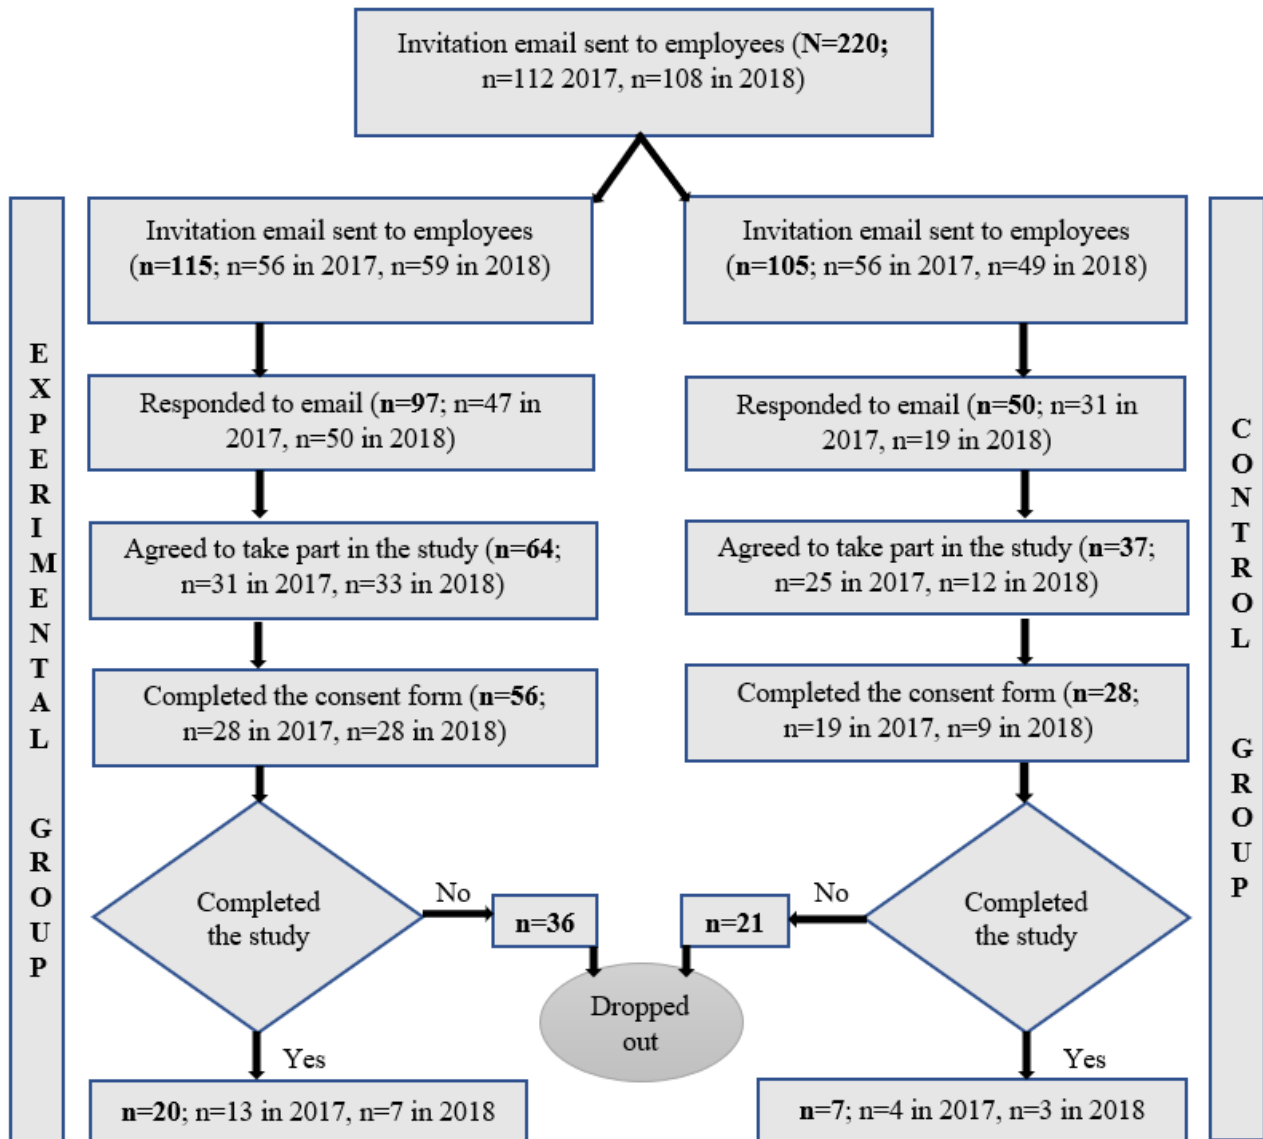 Invitation email sent to employees (N=220;
n=112 2017, n=108 in 2018)
EXPERIMENTAL GROUP
Invitation email sent to employees
(n=115; n=56 in 2017, n=59 in 2018)
Responded to email (n=97; n=47 in
2017, n=50 in 2018)
Agreed to take part in the study (n=64;
n=31 in 2017, n=33 in 2018)
Completed the consent form (n=56;
n=28 in 2017, n=28 in 2018)
Completed
the study
No
n=36
Yes
n=20; n=13 in 2017, n=7 in 2018
Invitation email sent to employees
(n=105; n=56 in 2017, n=49 in 2018)
Responded to email (n=50; n=31 in
2017, n=19 in 2018)
Agreed to take part in the study (n=37;
n=25 in 2017, n=12 in 2018)
Completed the consent form (n=28;
n=19 in 2017, n=9 in 2018)
Completed
the study
No
n=21
Yes
n=7; n=4 in 2017, n=3 in 2018
Dropped
out
CONTROL GROUP